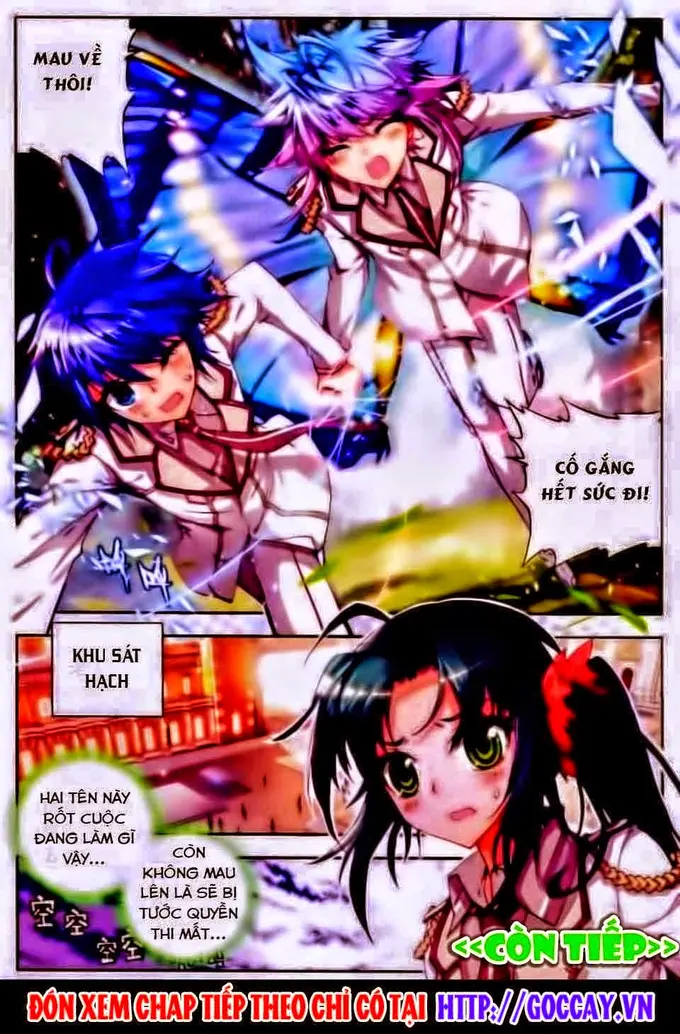 MAU VỀ
THÔI!
CỐ GẮNG
HẾT SỨC ĐI!
KHU SÁT
HẠCH
HAI TÊN NÀY
RỐT CUỘC
ĐANG LÀM GÌ
VẬY...
CÒN
KHÔNG MAU
LÊN LÀ SẼ BỊ
TƯỚC QUYỀN
THI MẤT...
空空空空
<<CÒN TIẾP>>
ĐÓN XEM CHAP TIẾP THEO CHỈ CÓ TẠI HTTP://GOCCAY.VN